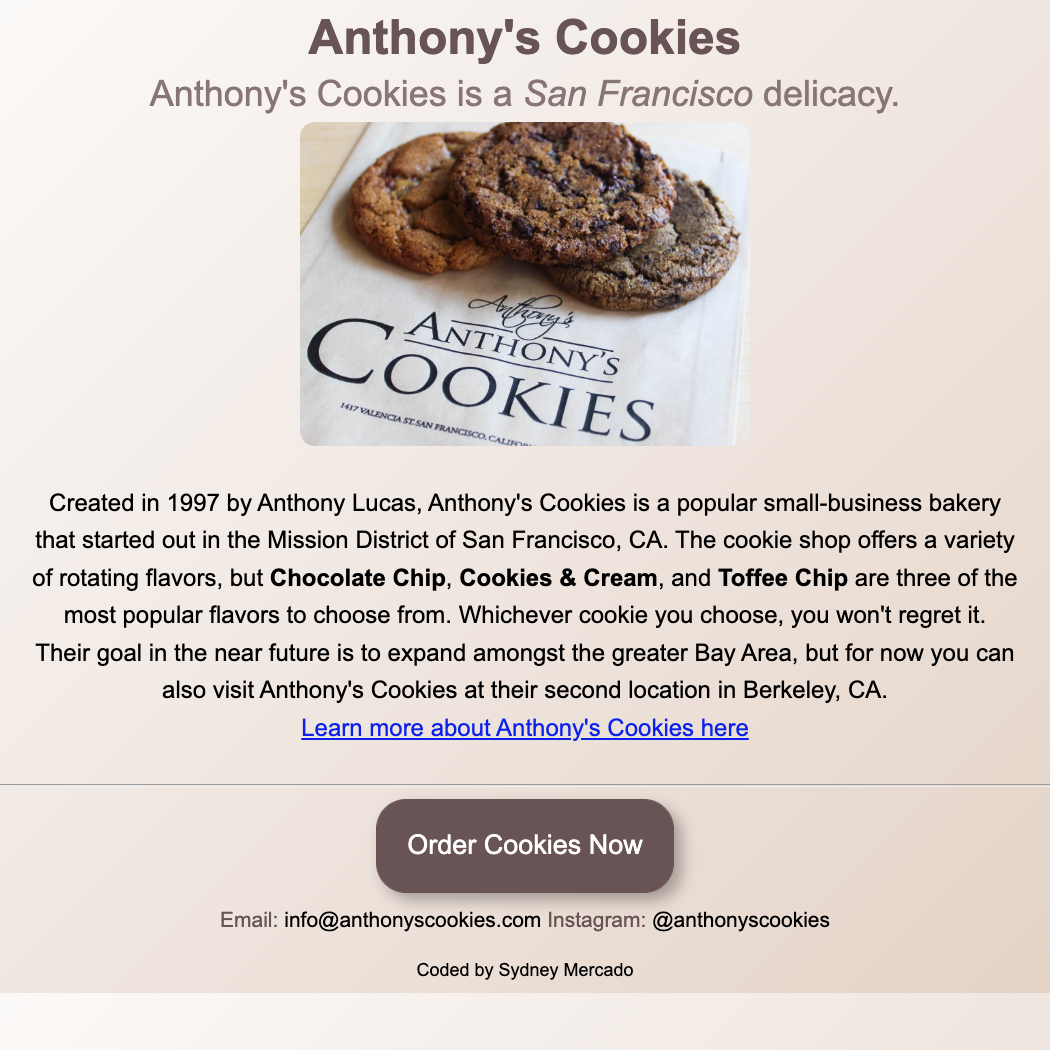 Anthony's Cookies
Anthony's Cookies is a San Francisco delicacy.
Anthony's
ANTHONY'S
COOKIES
1417 VALENCIA ST. SAN FRANCISCO,
Created in 1997 by Anthony Lucas, Anthony's Cookies is a popular small-business bakery
that started out in the Mission District of San Francisco, CA. The cookie shop offers a variety
of rotating flavors, but Chocolate Chip, Cookies & Cream, and Toffee Chip are three of the
most popular flavors to choose from. Whichever cookie you choose, you won't regret it.
Their goal in the near future is to expand amongst the greater Bay Area, but for now you can
also visit Anthony's Cookies at their second location in Berkeley, CA.
Learn more about Anthony's Cookies here
Order Cookies Now
Email: info@anthonyscookies.com Instagram: @anthonyscookies
Coded by Sydney Mercado